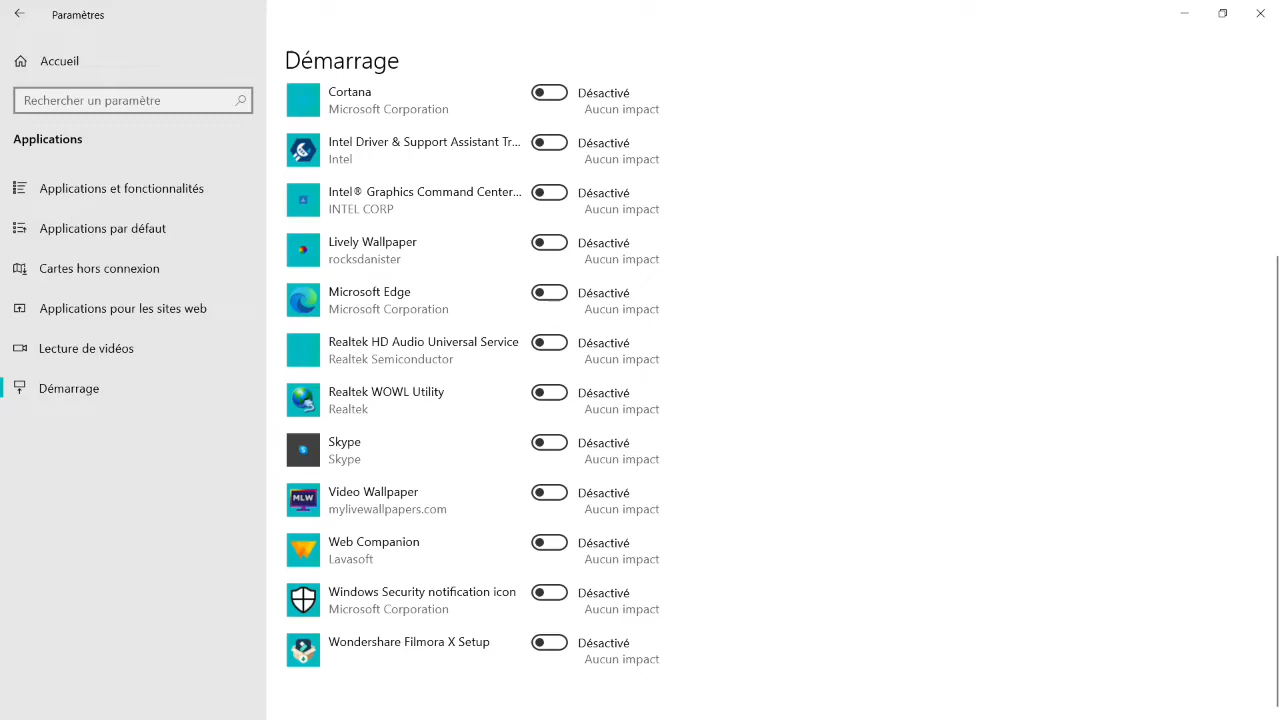 Paramètres
Accueil
Rechercher un paramètre
Applications
Applications et fonctionnalités
Applications par défaut
Cartes hors connexion
Applications pour les sites web
Lecture de vidéos
Démarrage
Démarrage
Cortana
Désactivé
Microsoft Corporation
Aucun impact
Intel Driver & Support Assistant Tr...
Désactivé
Intel
Aucun impact
Intel® Graphics Command Center...
Désactivé
INTEL CORP
Aucun impact
Lively Wallpaper
Désactivé
rocksdanister
Aucun impact
Microsoft Edge
Désactivé
Microsoft Corporation
Aucun impact
Realtek HD Audio Universal Service
Désactivé
Realtek Semiconductor
Aucun impact
Realtek WOWL Utility
Désactivé
Realtek
Aucun impact
Skype
Désactivé
Skype
Aucun impact
MLW
Video Wallpaper
Désactivé
mylivewallpapers.com
Aucun impact
Web Companion
Désactivé
Lavasoft
Aucun impact
Windows Security notification icon
Désactivé
Microsoft Corporation
Aucun impact
Wondershare Filmora X Setup
Désactivé
Aucun impact